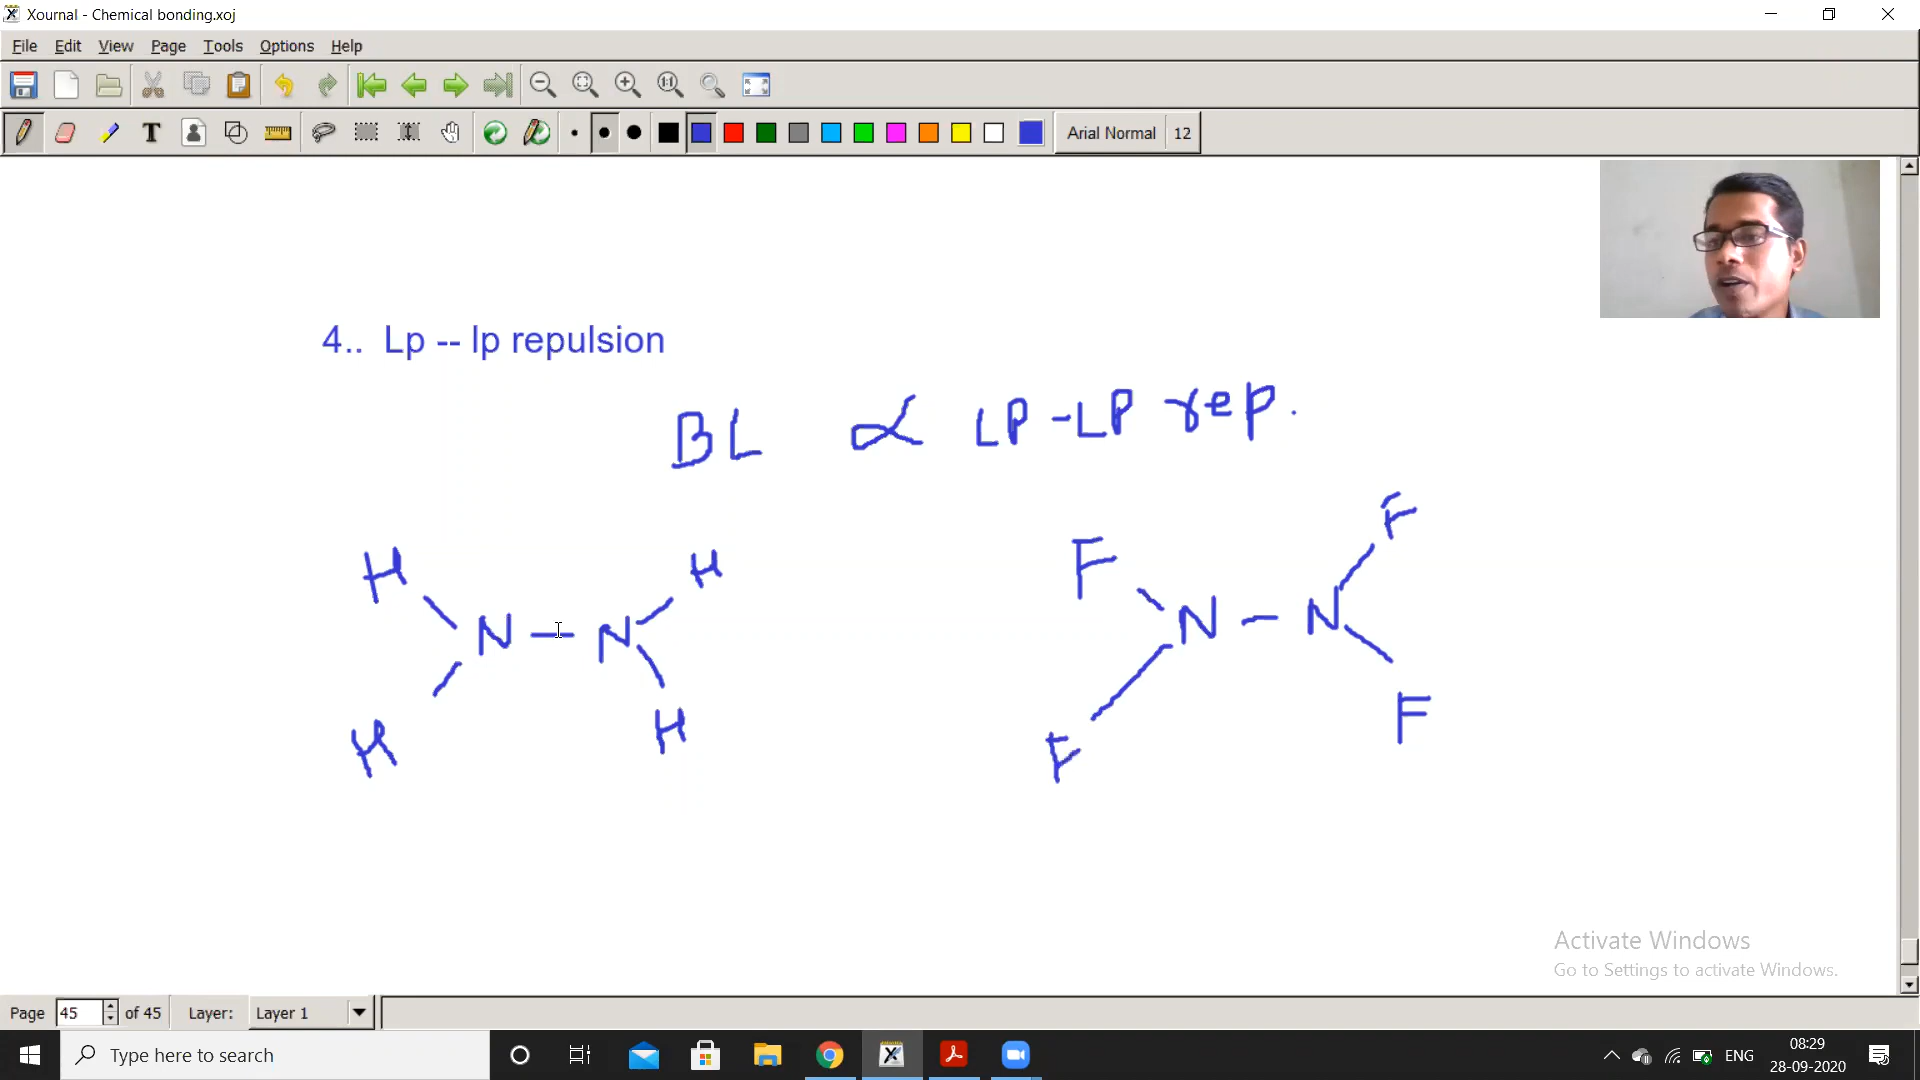 Xournal - Chemical bonding.xoj
File Edit View Page Tools Options Help
1:1
T Arial Normal 12
4.. Lp -- lp repulsion
BL ∝ LP-LP rep.
H H F F
N — N N — N
H H F F
Activate Windows
Go to Settings to activate Windows.
Page 45 of 45 Layer: Layer 1
Type here to search
ENG
08:29
28-09-2020